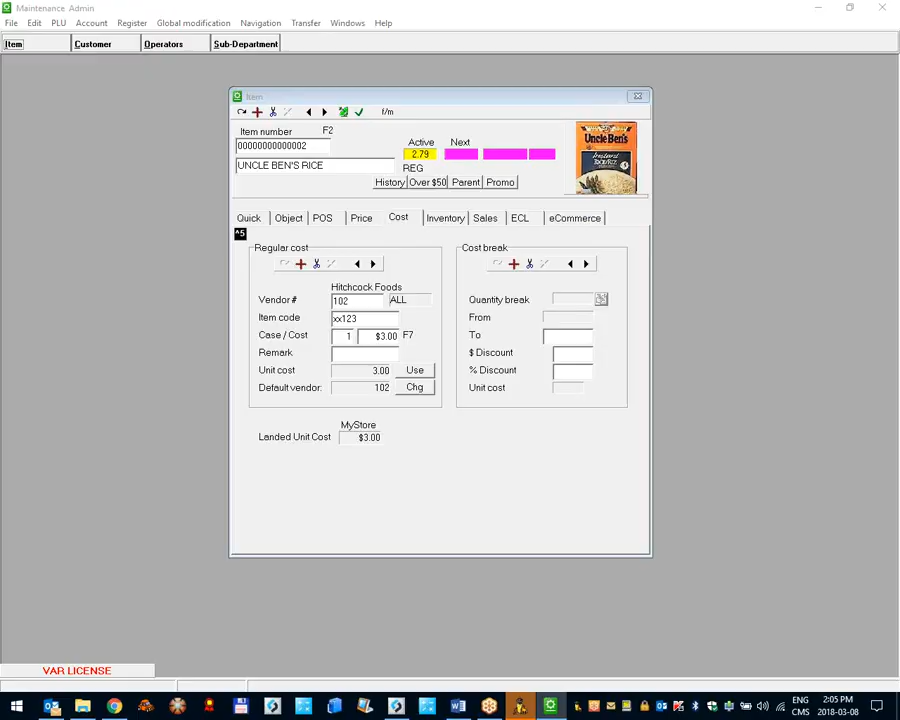 Maintenance Admin
File Edit PLU Account Register Global modification Navigation Transfer Windows Help
Item Customer Operators Sub-Department
Item
f/m
Item number F2
00000000000002
UNCLE BEN'S RICE
Active Next
2.79
REG
History Over $50 Parent Promo
Uncle Ben's
Quick Object POS Price Cost Inventory Sales ECL eCommerce
^5
Regular cost
Hitchcock Foods
Vendor # 102 ALL
Item code xx123
Case / Cost 1 $3.00 F7
Remark
Unit cost 3.00 Use
Default vendor: 102 Chg
Cost break
Quantity break
From
To
$ Discount
% Discount
Unit cost
MyStore
Landed Unit Cost $3.00
VAR LICENSE
ENG 2:05 PM
CMS 2018-03-08